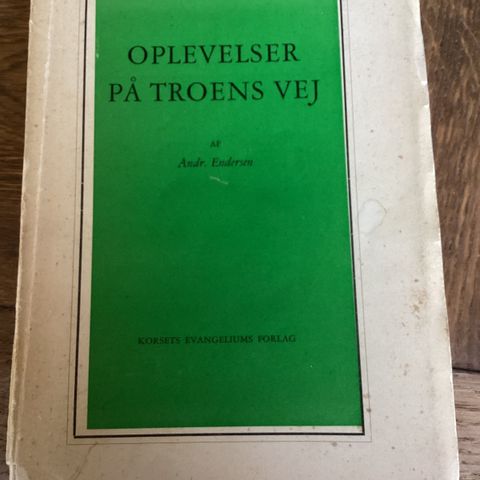 OPLEVELSER
PÅ TROENS VEJ
AF
Andr. Endersen
KORSETS EVANGELIUMS FORLAG